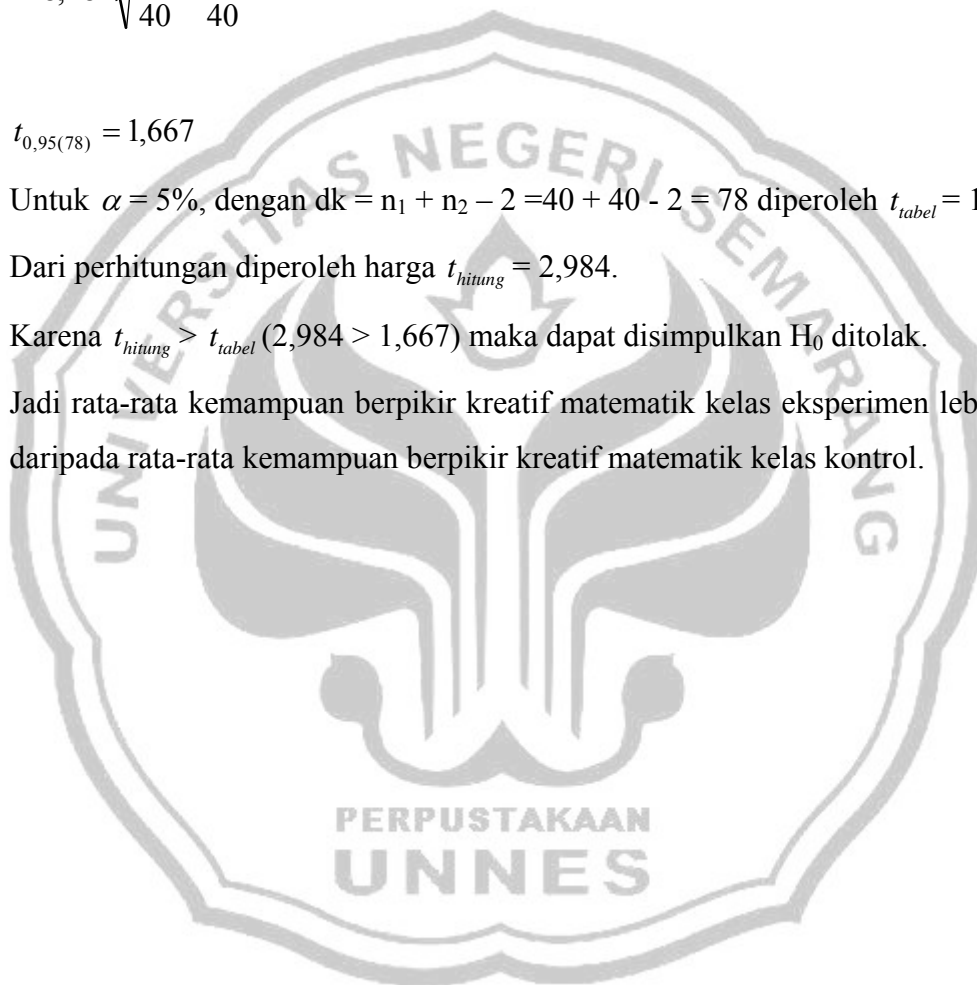 40 40
t0,95(78) = 1,667
Untuk α = 5%, dengan dk = n1 + n2 – 2 =40 + 40 - 2 = 78 diperoleh ttabel = 1
Dari perhitungan diperoleh harga thitung = 2,984.
Karena thitung > ttabel (2,984 > 1,667) maka dapat disimpulkan H0 ditolak.
Jadi rata-rata kemampuan berpikir kreatif matematik kelas eksperimen leb
daripada rata-rata kemampuan berpikir kreatif matematik kelas kontrol.
UNIVERSITAS NEGERI SEMARANG
PERPUSTAKAAN
UNNES